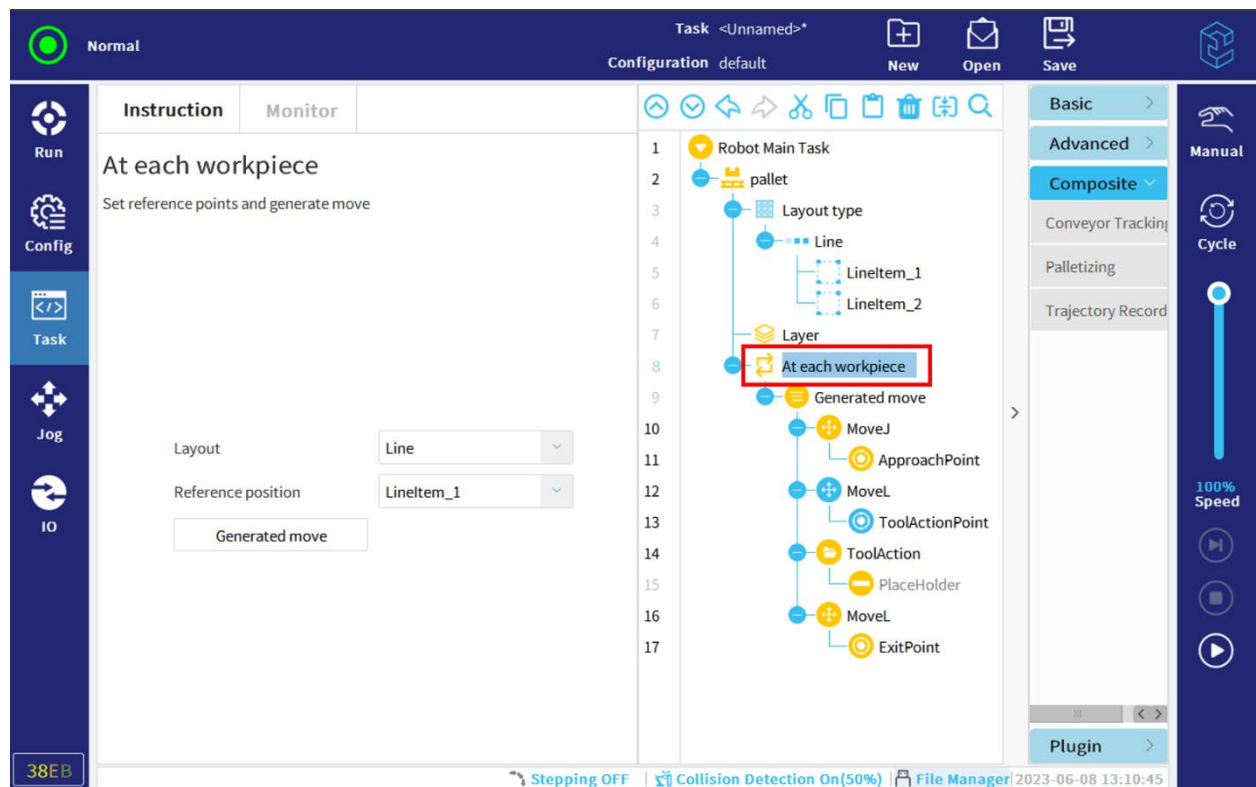 Normal
Task <Unnamed>*
Configuration default
New
Open
Save
Run
Config
Task
Jog
IO
38EB
Instruction
Monitor
At each workpiece
Set reference points and generate move
Layout
Line
Reference position
LineItem_1
Generated move
1 Robot Main Task
2 pallet
3 Layout type
4 Line
5 LineItem_1
6 LineItem_2
7 Layer
8 At each workpiece
9 Generated move
10 MoveJ
11 ApproachPoint
12 MoveL
13 ToolActionPoint
14 ToolAction
15 PlaceHolder
16 MoveL
17 ExitPoint
Basic
Advanced
Composite
Conveyor Tracking
Palletizing
Trajectory Record
Plugin
Manual
Cycle
100%
Speed
Stepping OFF
Collision Detection On(50%)
File Manager
2023-06-08 13:10:45